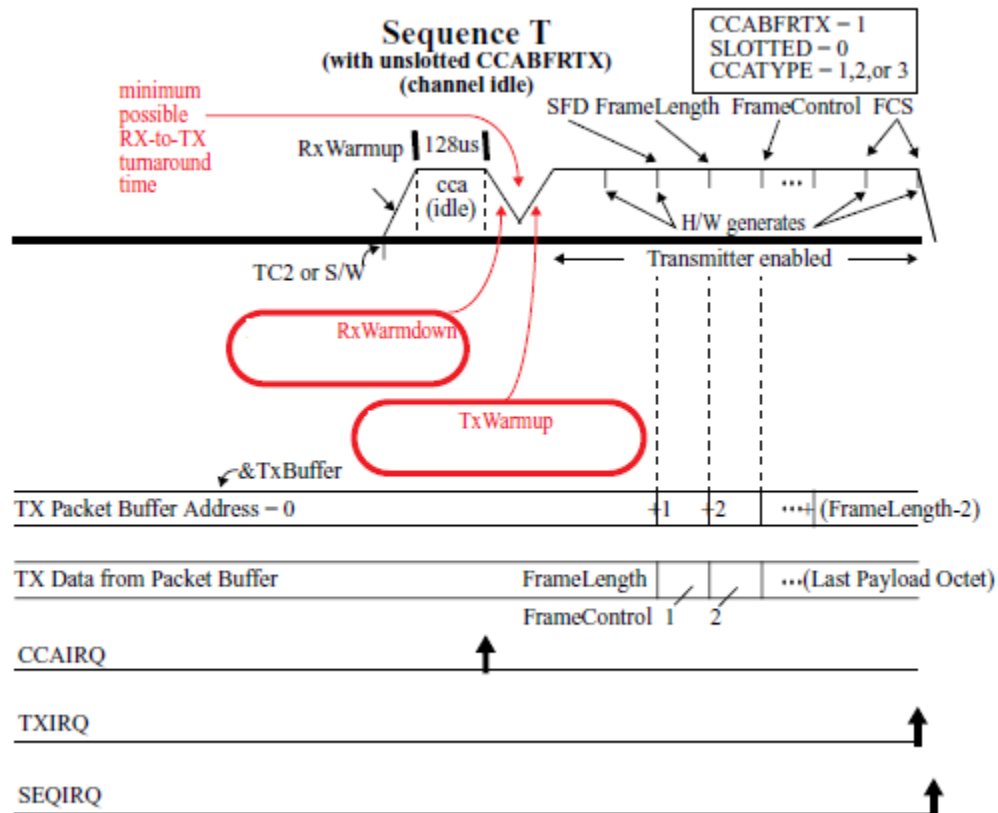 Sequence T
(with unslotted CCABFRTX)
(channel idle)
CCABFRTX = 1
SLOTTED = 0
CCATYPE = 1,2,or 3
minimum
possible
RX-to-TX
turnaround
time
SFD FrameLength FrameControl FCS
RxWarmup 128us
cca
(idle)
...
H/W generates
TC2 or S/W
Transmitter enabled
RxWarmdown
TxWarmup
&TxBuffer
TX Packet Buffer Address = 0 +1 +2 ...+ (FrameLength-2)
TX Data from Packet Buffer FrameLength ...(Last Payload Octet)
FrameControl 1 2
CCAIRQ
TXIRQ
SEQIRQ